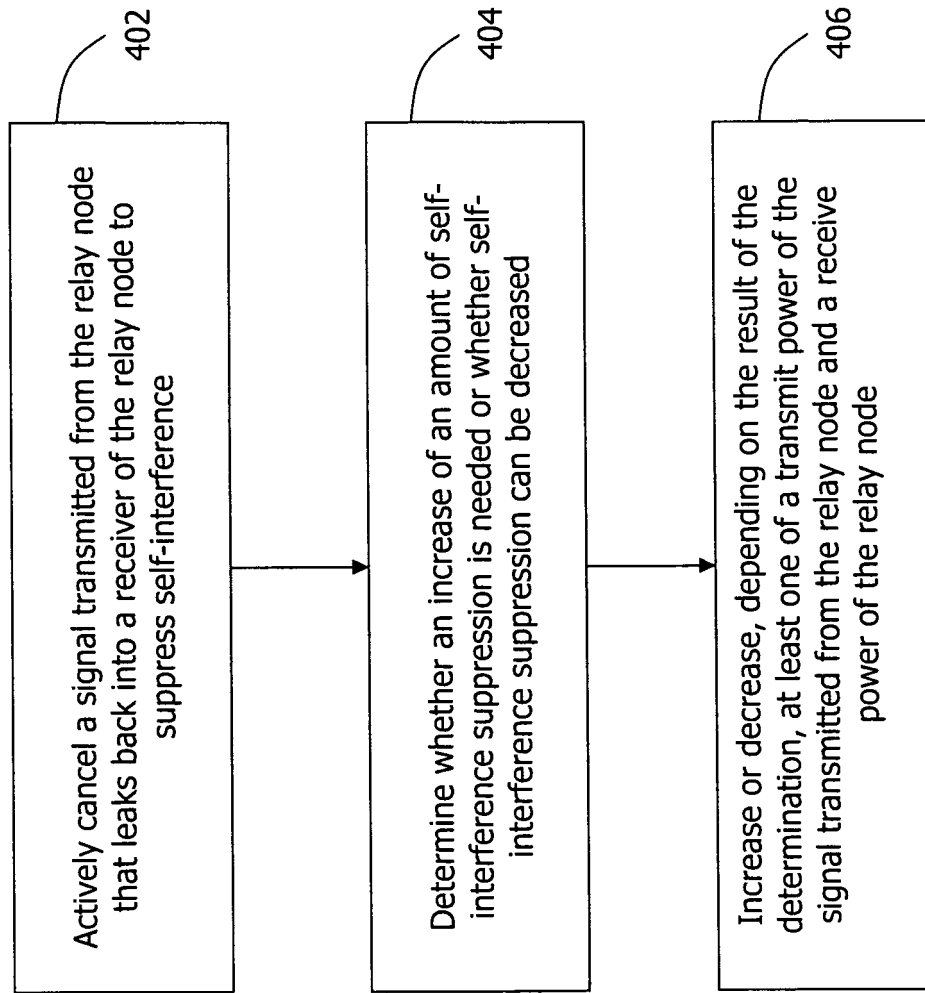 Actively cancel a signal transmitted from the relay node
that leaks back into a receiver of the relay node to
suppress self-interference
402
Determine whether an increase of an amount of self-
interference suppression is needed or whether self-
interference suppression can be decreased
404
Increase or decrease, depending on the result of the
determination, at least one of a transmit power of the
signal transmitted from the relay node and a receive
power of the relay node
406